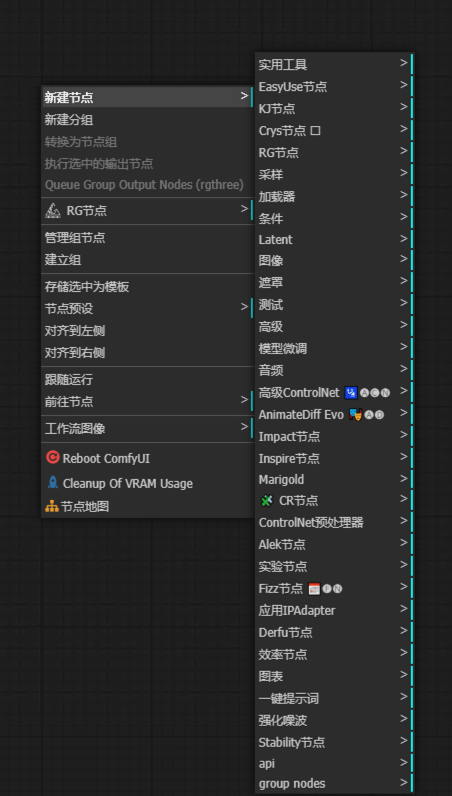 新建节点 >
新建分组
转换为节点组
执行选中的输出节点
Queue Group Output Nodes (rgthree)
RG节点 >
管理组节点
建立组
存储选中为模板
节点预设 >
对齐到左侧
对齐到右侧
跟随运行
前往节点 >
工作流图像 >
Reboot ComfyUI
Cleanup Of VRAM Usage
节点地图
实用工具 >
EasyUse节点 >
KJ节点 >
Crys节点 □ >
RG节点 >
采样 >
加载器 >
条件 >
Latent >
图像 >
遮罩 >
测试 >
高级 >
模型微调 >
音频 >
高级ControlNet 🛂🅐🅒🅝 >
AnimateDiff Evo 🎭🅐🅓 >
Impact节点 >
Inspire节点 >
Marigold >
CR节点 >
ControlNet预处理器 >
Alek节点 >
实验节点 >
Fizz节点 📅🅕🅝 >
应用IPAdapter >
Derfu节点 >
效率节点 >
图表 >
一键提示词 >
强化噪波 >
Stability节点 >
api >
group nodes >